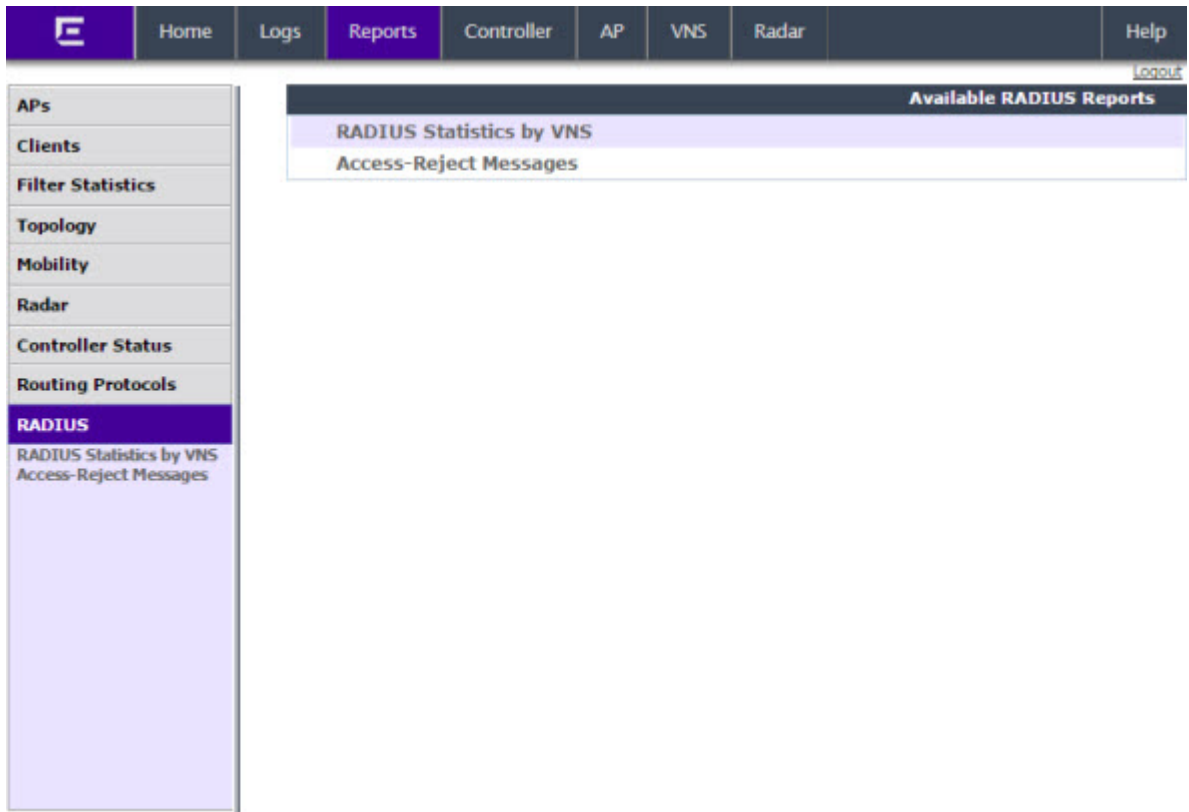 Home Logs Reports Controller AP VNS Radar Help
Logout
APs
Clients
Filter Statistics
Topology
Mobility
Radar
Controller Status
Routing Protocols
RADIUS
RADIUS Statistics by VNS
Access-Reject Messages
Available RADIUS Reports
RADIUS Statistics by VNS
Access-Reject Messages